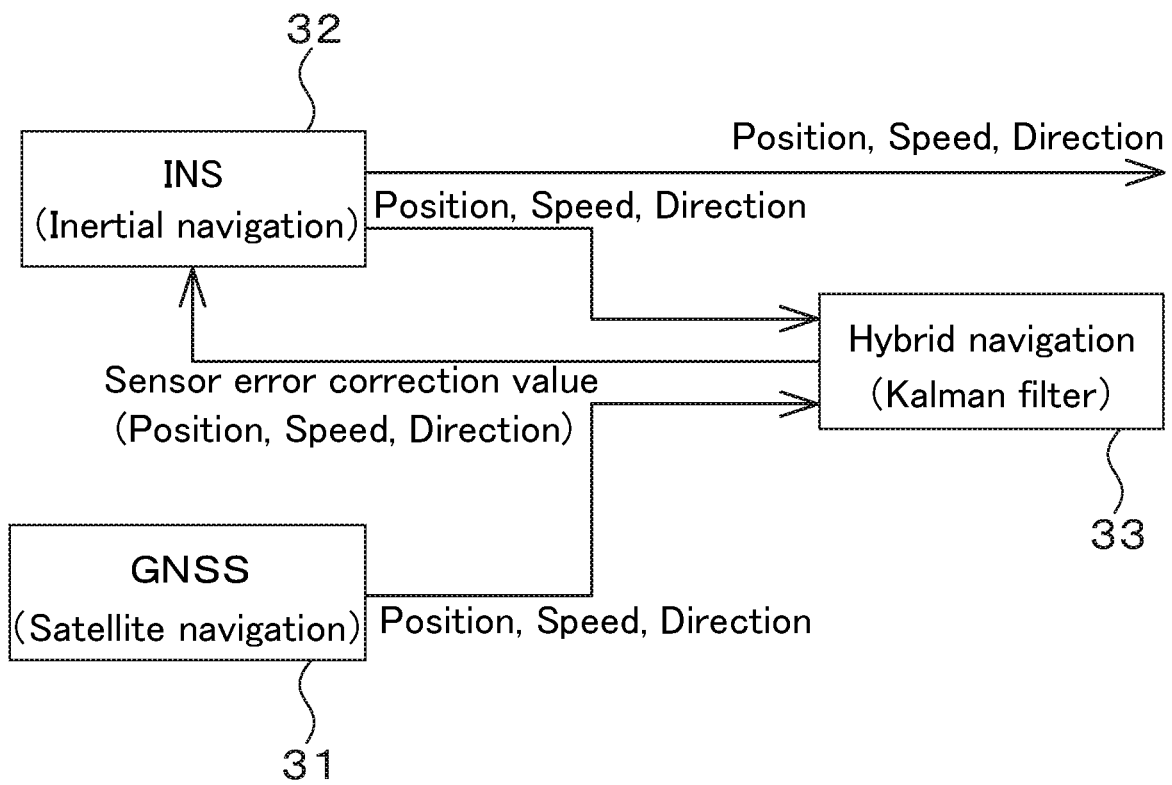 32
Position, Speed, Direction
INS
(Inertial navigation)
Position, Speed, Direction
Hybrid navigation
(Kalman filter)
Sensor error correction value
(Position, Speed, Direction)
33
GNSS
(Satellite navigation)
Position, Speed, Direction
31